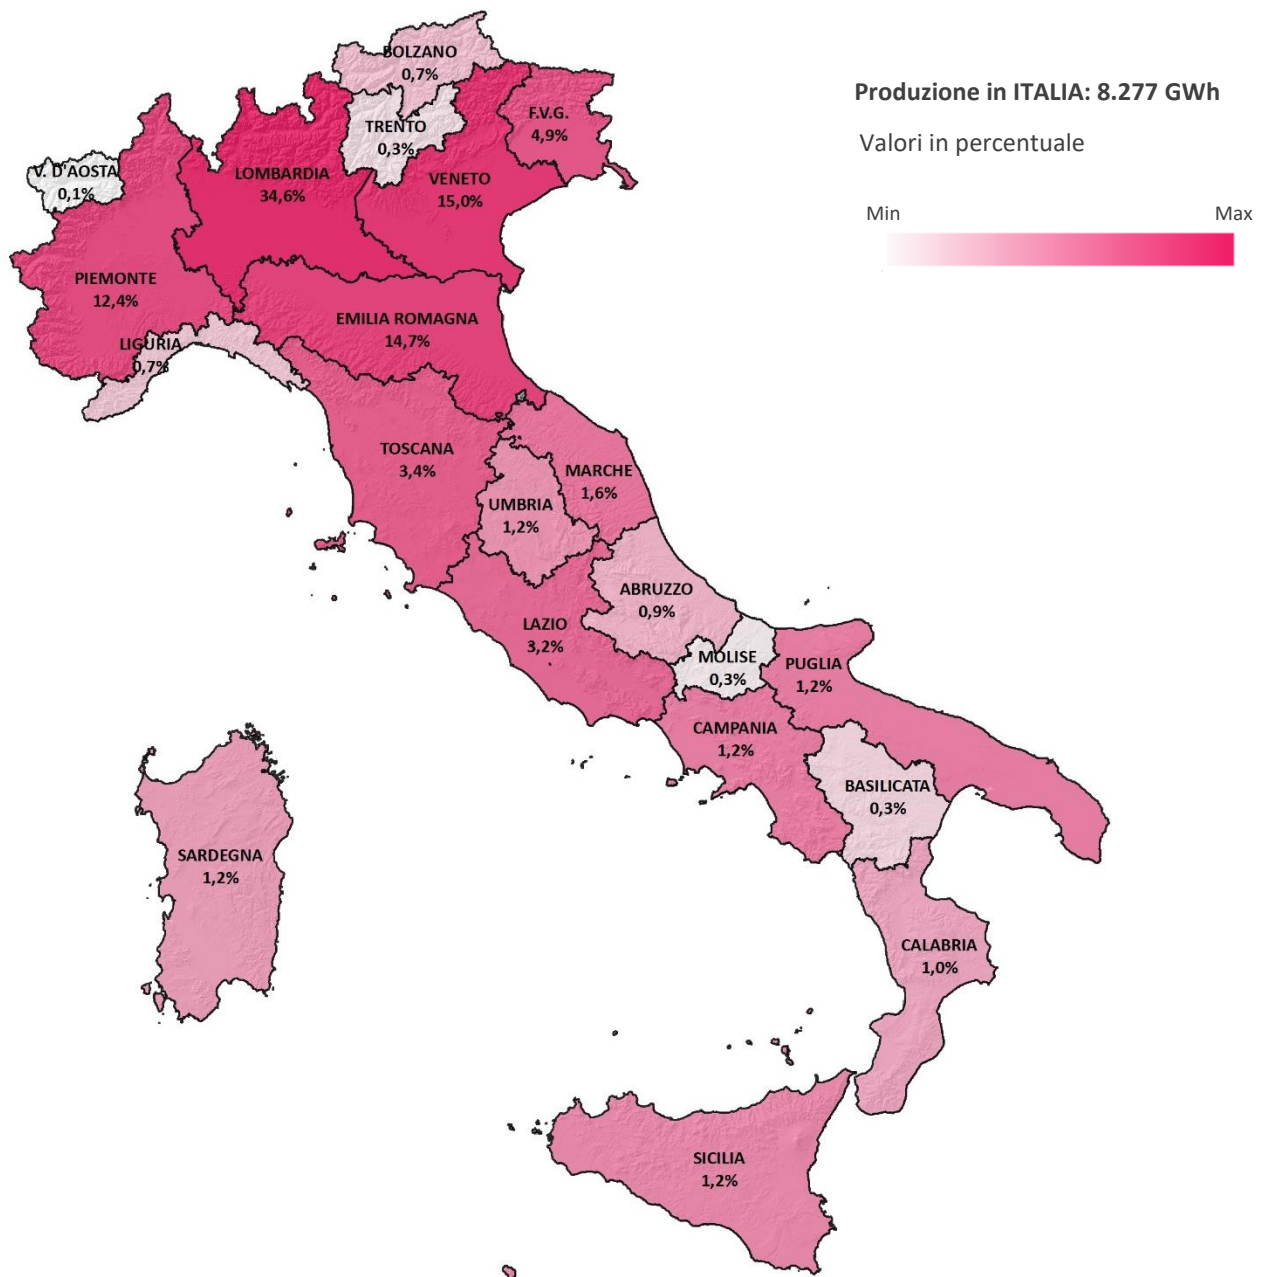 Produzione in ITALIA: 8.277 GWh
Valori in percentuale
Min
Max
BOLZANO
0,7%
TRENTO
0,3%
F.V.G.
4,9%
V. D'AOSTA
0,1%
LOMBARDIA
34,6%
VENETO
15,0%
PIEMONTE
12,4%
EMILIA ROMAGNA
14,7%
LIGURIA
0,7%
TOSCANA
3,4%
MARCHE
1,6%
UMBRIA
1,2%
ABRUZZO
0,9%
LAZIO
3,2%
MOLISE
0,3%
PUGLIA
1,2%
CAMPANIA
1,2%
BASILICATA
0,3%
SARDEGNA
1,2%
CALABRIA
1,0%
SICILIA
1,2%